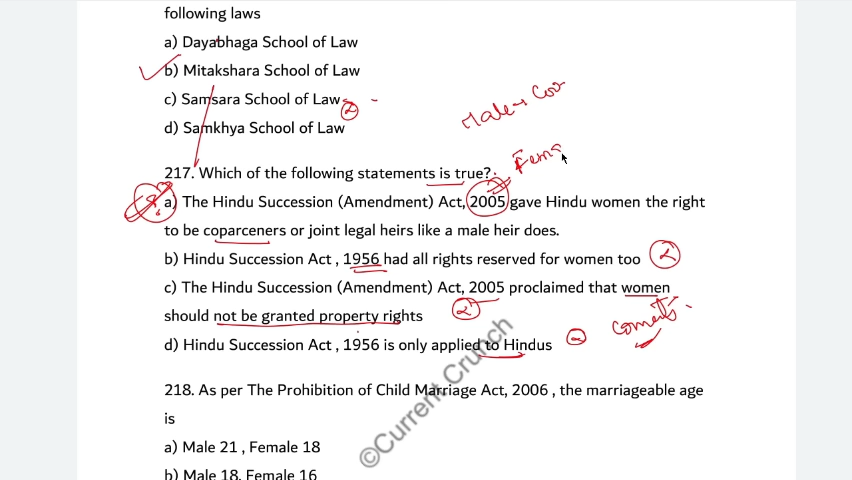 following laws
a) Dayabhaga School of Law
b) Mitakshara School of Law
c) Samsara School of Law
d) Samkhya School of Law
Male
217. Which of the following statements is true?
a) The Hindu Succession (Amendment) Act, 2005 gave Hindu women the right
to be coparceners or joint legal heirs like a male heir does.
b) Hindu Succession Act , 1956 had all rights reserved for women too
c) The Hindu Succession (Amendment) Act, 2005 proclaimed that women
should not be granted property rights
d) Hindu Succession Act , 1956 is only applied to Hindus
218. As per The Prohibition of Child Marriage Act, 2006 , the marriageable age
is
a) Male 21 , Female 18
b) Male 18, Female 16
©Current Crunch